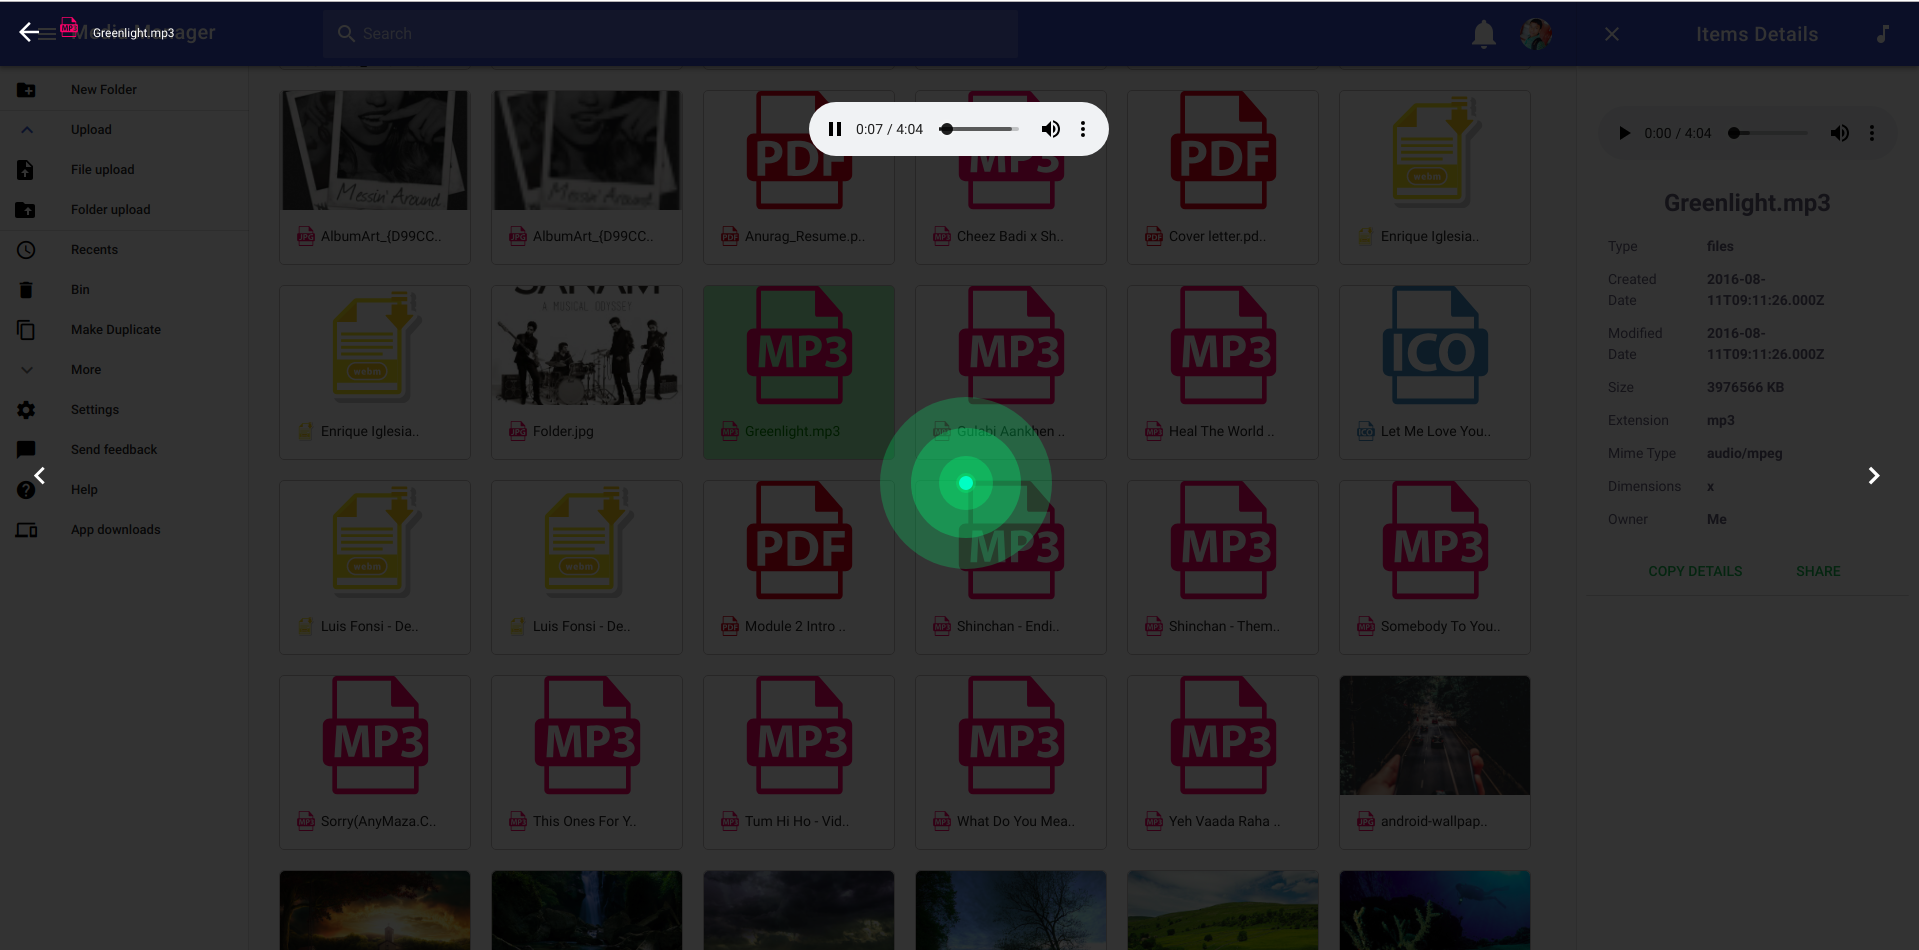 Greenlight.mp3
Search
Items Details
New Folder
Upload
File upload
Folder upload
Recents
Bin
Make Duplicate
More
Settings
Send feedback
Help
App downloads
0:07 / 4:04
Messin' Around
Messin' Around
PDF
MP3
PDF
webm
AlbumArt_{D99CC..
AlbumArt_{D99CC..
Anurag_Resume.p..
Cheez Badi x Sh..
Cover letter.pd..
Enrique Iglesia..
webm
SANAM
A MUSICAL ODYSSEY
MP3
MP3
MP3
ICO
Enrique Iglesia..
Folder.jpg
Greenlight.mp3
Gulabi Aankhen ..
Heal The World ..
Let Me Love You..
webm
webm
PDF
MP3
MP3
MP3
Luis Fonsi - De..
Luis Fonsi - De..
Module 2 Intro ..
Shinchan - Endi..
Shinchan - Them..
Somebody To You..
MP3
MP3
MP3
MP3
MP3
Sorry(AnyMaza.C..
This Ones For Y..
Tum Hi Ho - Vid..
What Do You Mea..
Yeh Vaada Raha ..
android-wallpap..
0:00 / 4:04
Greenlight.mp3
Type files
Created Date 2016-08-11T09:11:26.000Z
Modified Date 2016-08-11T09:11:26.000Z
Size 3976566 KB
Extension mp3
Mime Type audio/mpeg
Dimensions x
Owner Me
COPY DETAILS SHARE